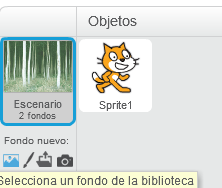 Objetos
Escenario
2 fondos
Sprite1
Fondo nuevo:
Selecciona un fondo de la biblioteca